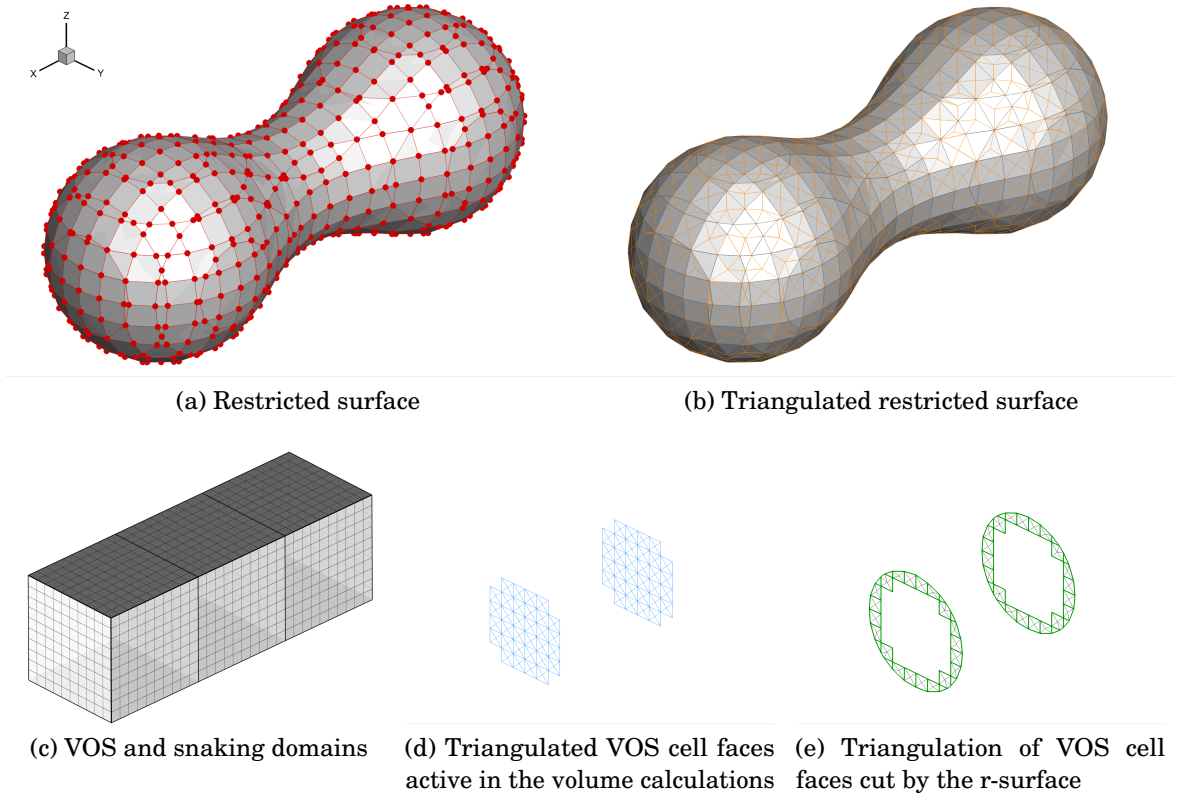 Z
X
Y
(a) Restricted surface
(b) Triangulated restricted surface
(c) VOS and snaking domains
(d) Triangulated VOS cell faces
active in the volume calculations
(e) Triangulation of VOS cell
faces cut by the r-surface